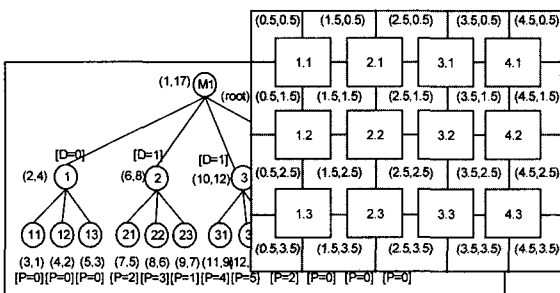 (0.5,0.5) (1.5,0.5) (2.5,0.5) (3.5,0.5) (4.5,0.5)
1.1 2.1 3.1 4.1
(1,17) M1 (root)
(0.5,1.5) (1.5,1.5) (2.5,1.5) (3.5,1.5) (4.5,1.5)
1.2 2.2 3.2 4.2
[D=0] [D=1] [D=1]
(2,4) 1 (6,8) 2 (10,12) 3
(0.5,2.5) (1.5,2.5) (2.5,2.5) (3.5,2.5) (4.5,2.5)
1.3 2.3 3.3 4.3
11 12 13 21 22 23 31 3
(0.5,3.5) (1.5,3.5) (2.5,3.5) (3.5,3.5) (4.5,3.5)
(3,1) (4,2) (5,3) (7,5) (8,6) (9,7) (11,9) (12,
[P=0] [P=0] [P=0] [P=2] [P=3] [P=1] [P=4] [P=5] [P=2] [P=0] [P=0] [P=0]